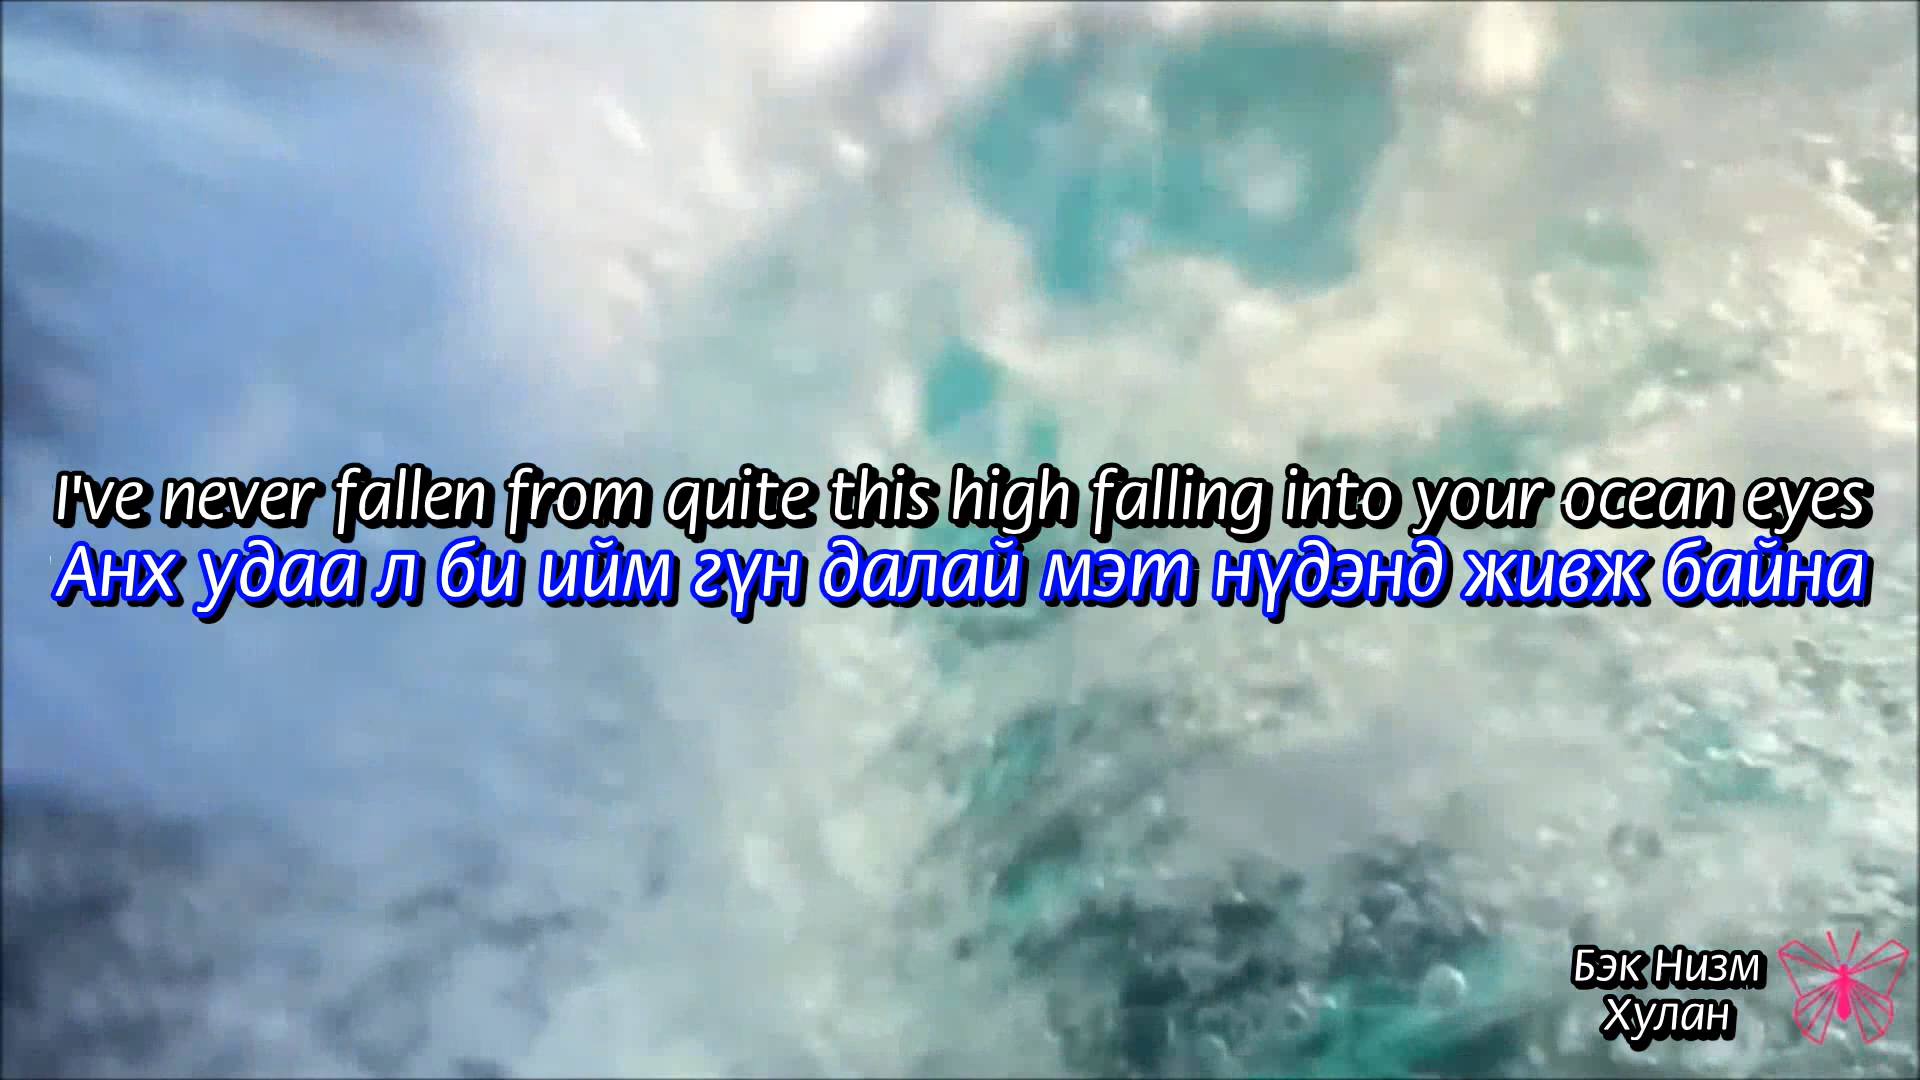 I've never fallen from quite this high falling into your ocean eyes
Анх удаа л би ийм гүн далай мэт нүдэнд живж байна
Бэк Низм
Хулан